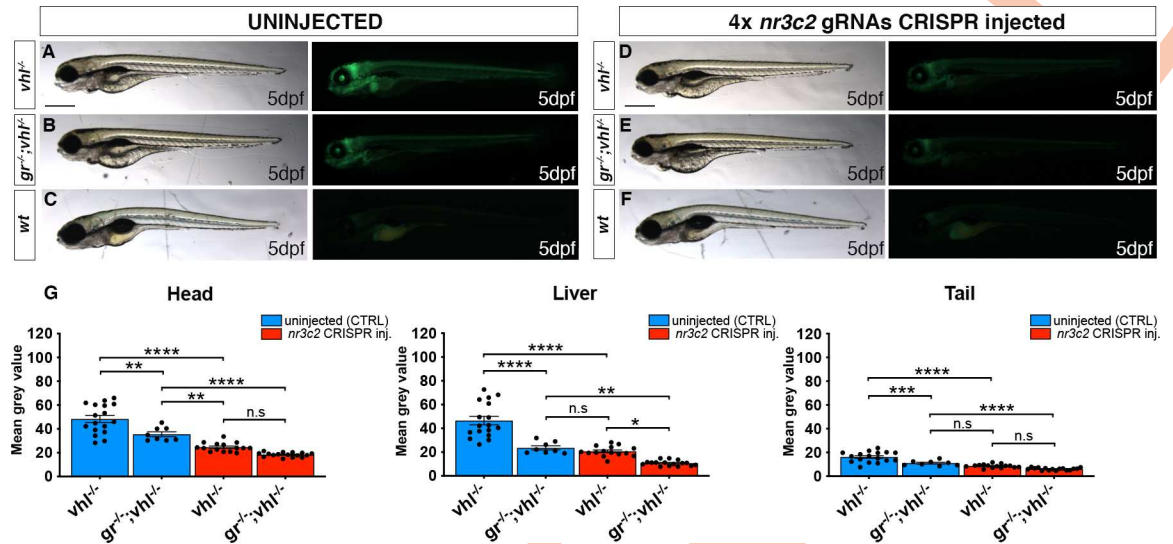 UNINJECTED
4x nr3c2 gRNAs CRISPR injected
vhl-/-
A
5dpf
5dpf
D
5dpf
5dpf
vhl-/-
gr-/-;vhl-/-
B
5dpf
5dpf
E
5dpf
5dpf
gr-/-;vhl-/-
wt
C
5dpf
5dpf
F
5dpf
5dpf
wt
G
Head
uninjected (CTRL)
nr3c2 CRISPR inj.
Mean grey value
120
100
80
60
40
20
0
****
**
****
**
n.s
vhl-/-
gr-/-;vhl-/-
vhl-/-
gr-/-;vhl-/-
Liver
uninjected (CTRL)
nr3c2 CRISPR inj.
Mean grey value
120
100
80
60
40
20
0
****
****
**
n.s
*
vhl-/-
gr-/-;vhl-/-
vhl-/-
gr-/-;vhl-/-
Tail
uninjected (CTRL)
nr3c2 CRISPR inj.
Mean grey value
120
100
80
60
40
20
0
****
***
****
n.s
n.s
vhl-/-
gr-/-;vhl-/-
vhl-/-
gr-/-;vhl-/-